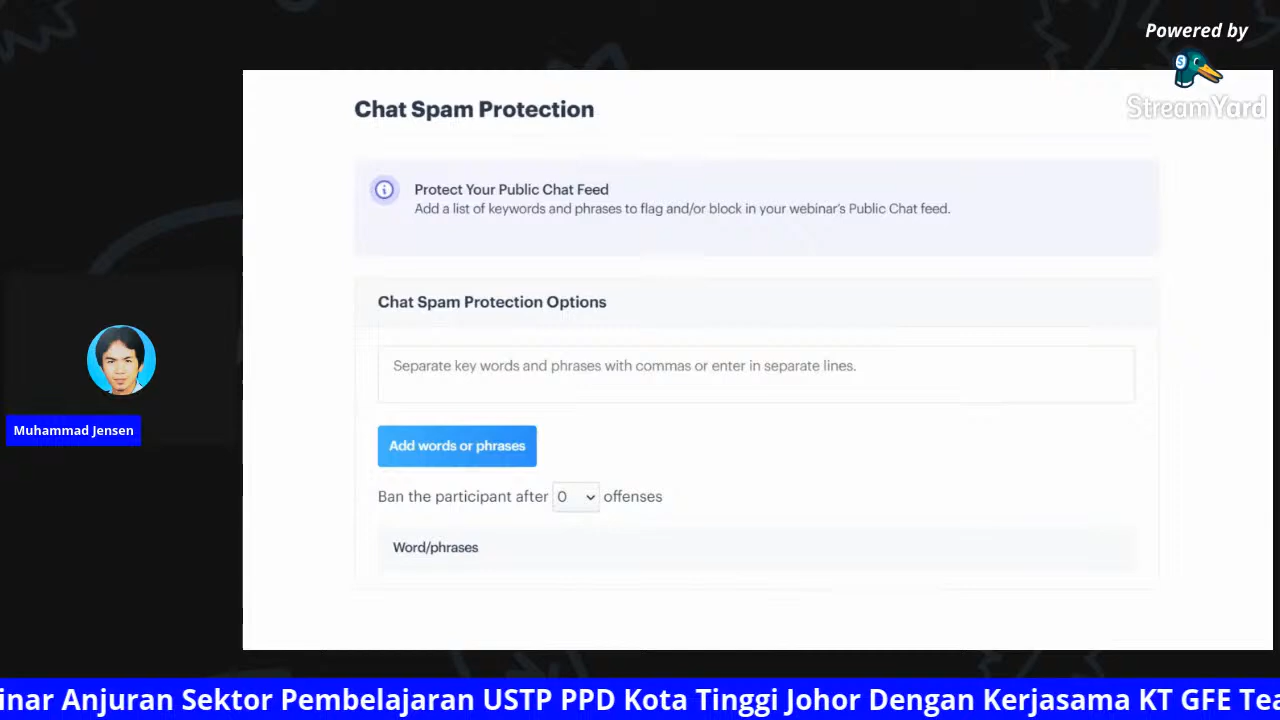 Powered by
StreamYard
Chat Spam Protection
Protect Your Public Chat Feed
Add a list of keywords and phrases to flag and/or block in your webinar's Public Chat feed.
Chat Spam Protection Options
Separate key words and phrases with commas or enter in separate lines.
Add words or phrases
Ban the participant after 0 offenses
Word/phrases
Muhammad Jensen
inar Anjuran Sektor Pembelajaran USTP PPD Kota Tinggi Johor Dengan Kerjasama KT GFE Tea